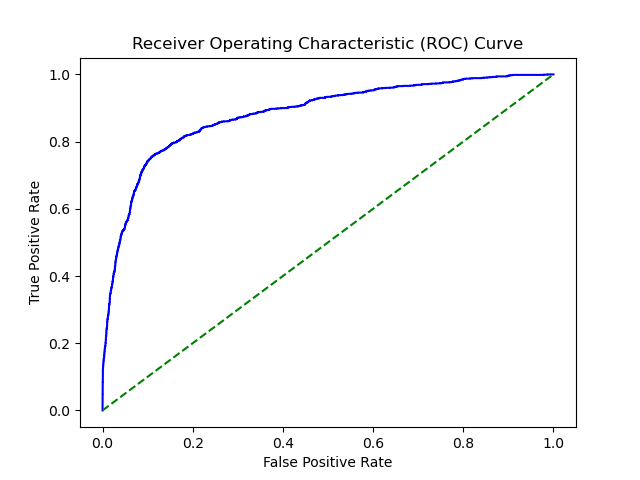 Receiver Operating Characteristic (ROC) Curve
1.0
0.8
0.6
0.4
0.2
0.0
True Positive Rate
0.0 0.2 0.4 0.6 0.8 1.0
False Positive Rate